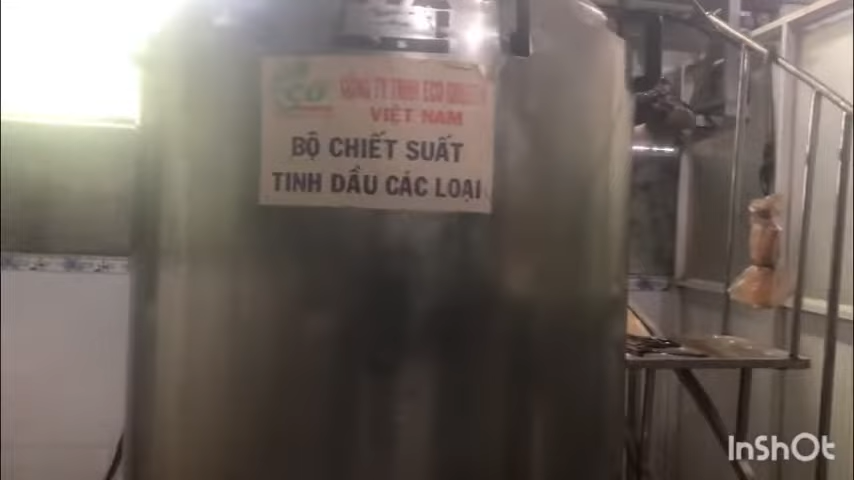 CÔNG TY TNHH ECO
VIỆT NAM
BỘ CHIẾT SUẤT
TINH DẦU CÁC LOẠI
InShOt